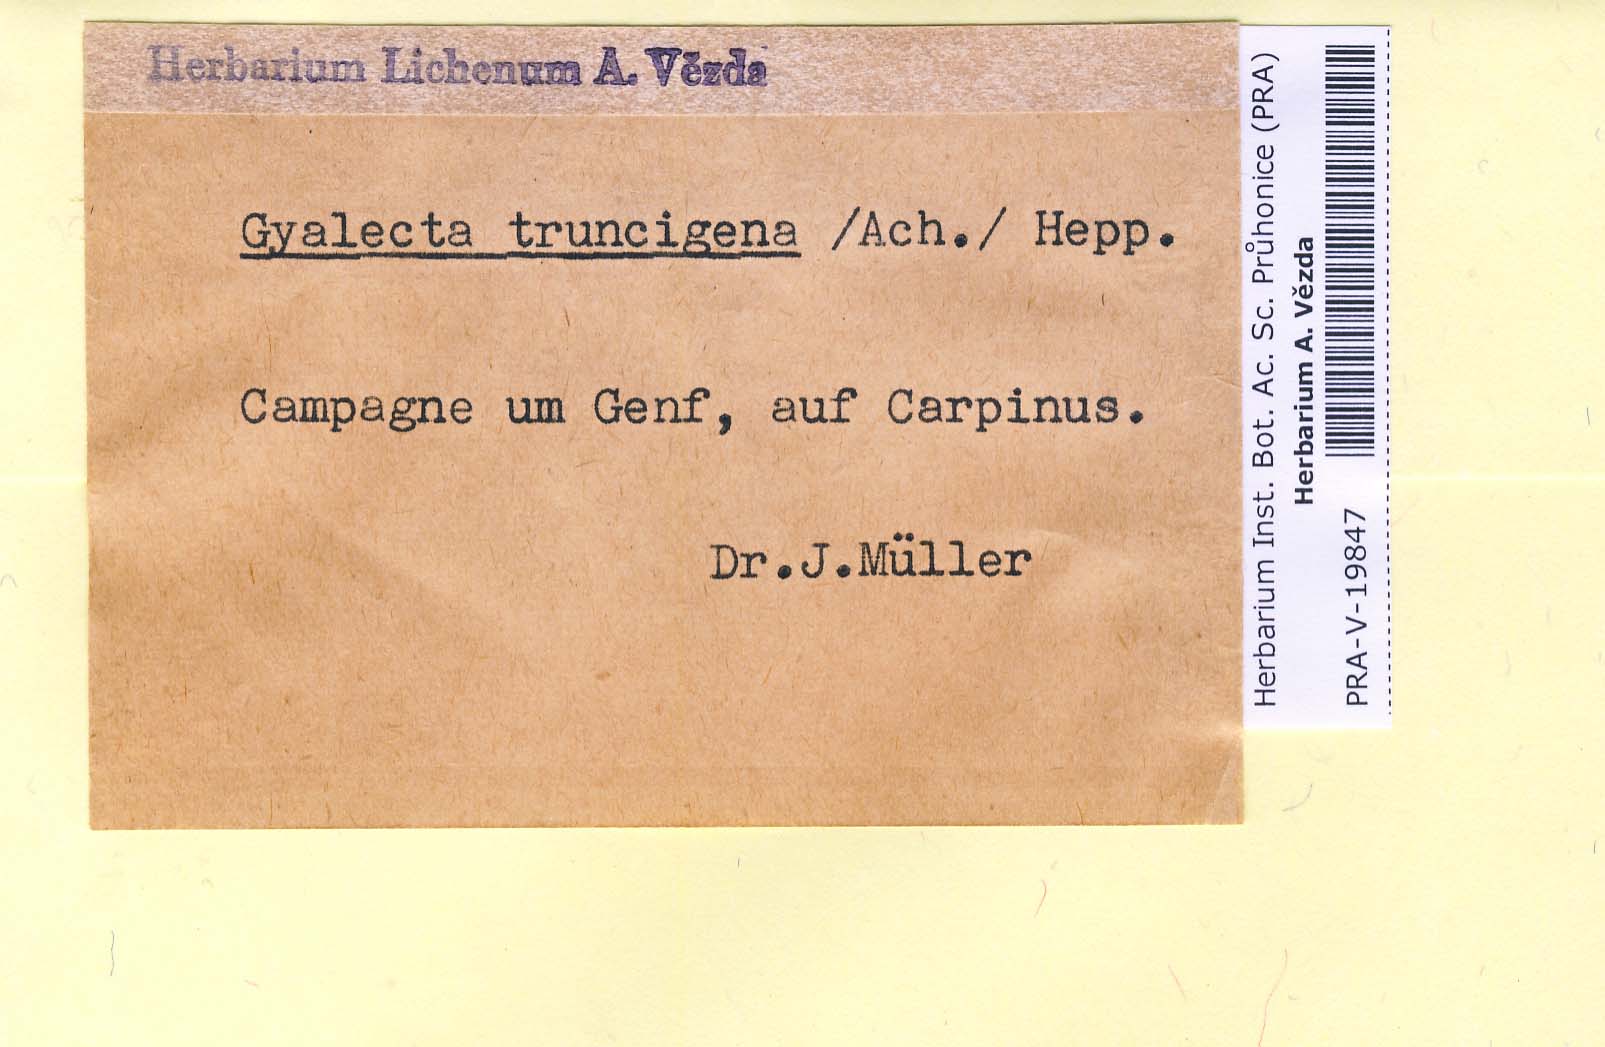 Herbarium Lichenum A. Vězda
Gyalecta truncigena /Ach./ Hepp.
Campagne um Genf, auf Carpinus.
Dr.J.Müller
Herbarium Inst. Bot. Ac. Sc. Průhonice (PRA)
Herbarium A. Vězda
PRA-V-19847